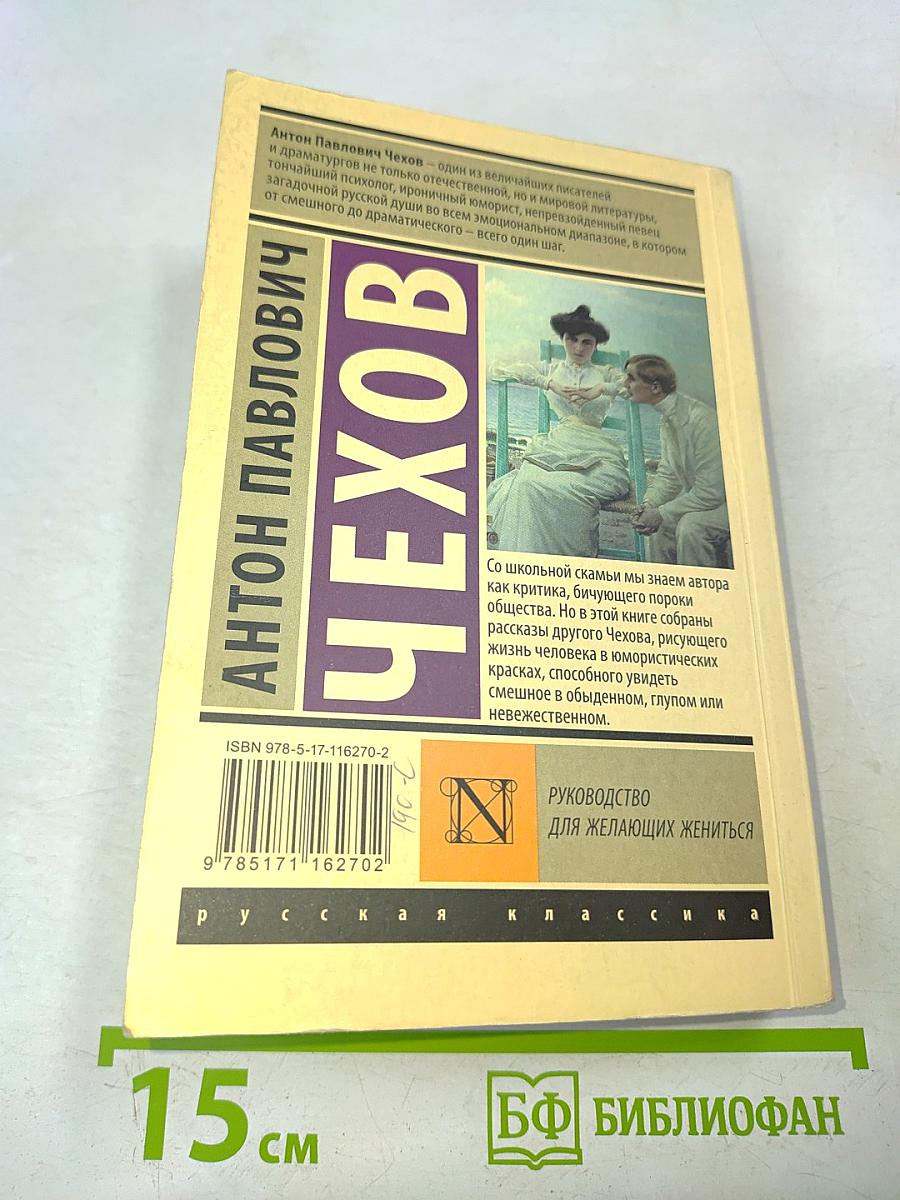 Антон Павлович Чехов – один из величайших писателей
и драматургов не только отечественной, но и мировой литературы,
тончайший психолог, ироничный юморист, непревзойденный певец
загадочной русской души во всем эмоциональном диапазоне, в котором
от смешного до драматического – всего один шаг.
АНТОН ПАВЛОВИЧ
ЧЕХОВ
Со школьной скамьи мы знаем автора
как критика, бичующего пороки
общества. Но в этой книге собраны
рассказы другого Чехова, рисующего
жизнь человека в юмористических
красках, способного увидеть
смешное в обыденном, глупом или
невежественном.
ISBN 978-5-17-116270-2
9 785171 162702
190-С
N
РУКОВОДСТВО
ДЛЯ ЖЕЛАЮЩИХ ЖЕНИТЬСЯ
русская классика
15 см
БФ БИБЛИОФАН